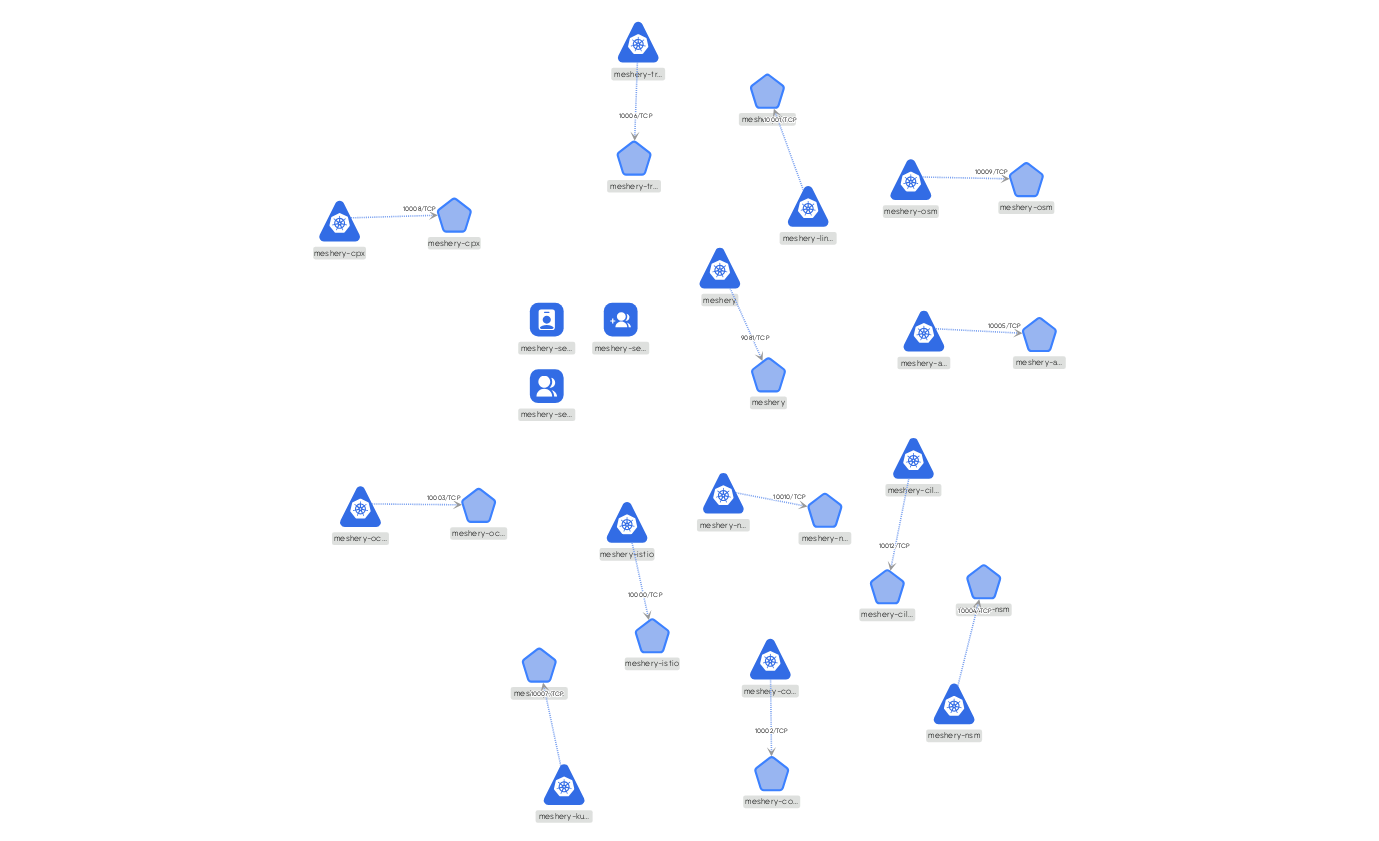 meshery-tr...
10006/TCP
meshery-tr...
10001/TCP
meshery-lin...
10009/TCP
meshery-osm
meshery-osm
10008/TCP
meshery-cpx
meshery-cpx
meshery
9081/TCP
meshery
meshery-se...
meshery-se...
meshery-se...
10005/TCP
meshery-a...
meshery-a...
10003/TCP
meshery-oc...
meshery-oc...
meshery-istio
10000/TCP
meshery-istio
10010/TCP
meshery-n...
meshery-n...
meshery-cil...
10012/TCP
meshery-cil...
10004/TCP
meshery-nsm
10007/TCP
meshery-ku...
meshery-co...
10002/TCP
meshery-co...